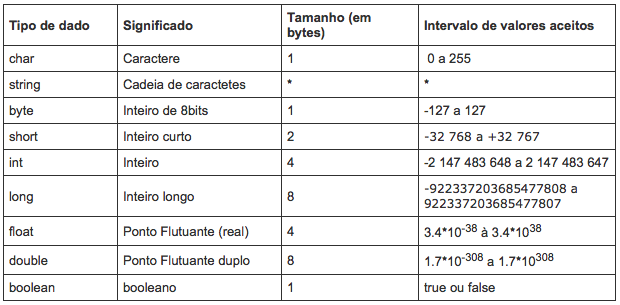 Tipo de dado Significado Tamanho (em bytes) Intervalo de valores aceitos
char Caractere 1 0 a 255
string Cadeia de caractetes * *
byte Inteiro de 8bits 1 -127 a 127
short Inteiro curto 2 -32 768 a +32 767
int Inteiro 4 -2 147 483 648 a 2 147 483 647
long Inteiro longo 8 -922337203685477808 a 922337203685477807
float Ponto Flutuante (real) 4 3.4*10^-38 à 3.4*10^38
double Ponto Flutuante duplo 8 1.7*10^-308 a 1.7*10^308
boolean booleano 1 true ou false